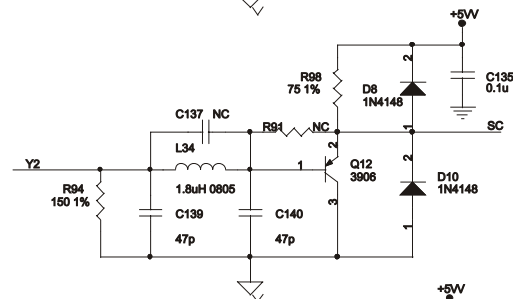 +5VV
R98
75 1%
2
D8
1N4148
1
C135
0.1u
C137 NC
R91 NC
SC
L34
2
Y2
1
Q12
3906
2
D10
1N4148
R94
150 1%
1.8uH 0805
C139
C140
3
1
47p
47p
+5VV